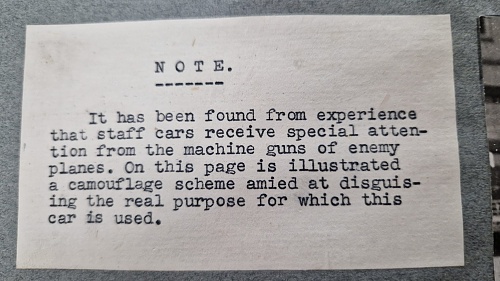 N O T E.
-------
It has been found from experience
that staff cars receive special atten-
tion from the machine guns of enemy
planes. On this page is illustrated
a camouflage scheme amied at disguis-
ing the real purpose for which this
car is used.